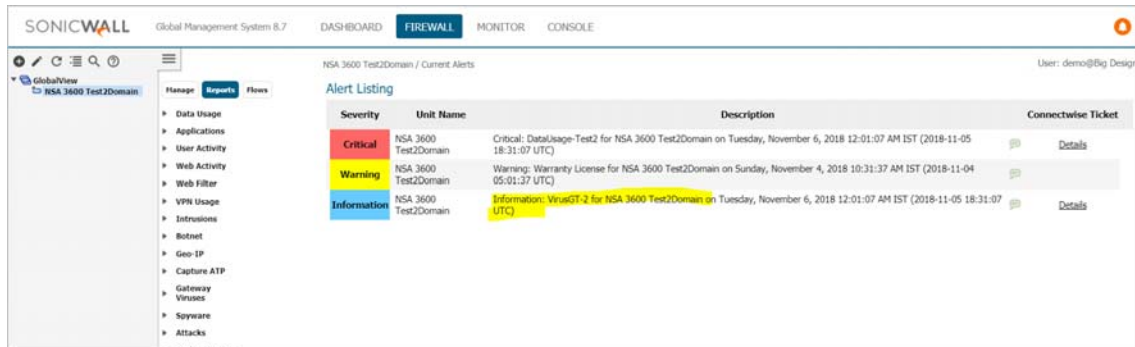 SONICWALL Global Management System 8.7 DASHBOARD FIREWALL MONITOR CONSOLE
GlobalView
NSA 3600 Test2Domain
Manage Reports Flows
Data Usage
Applications
User Activity
Web Activity
Web Filter
VPN Usage
Intrusions
Botnet
Geo-IP
Capture ATP
Gateway
Viruses
Spyware
Attacks
NSA 3600 Test2Domain / Current Alerts
User: demo@Big Design
Alert Listing
Severity Unit Name Description Connectwise Ticket
Critical
NSA 3600
Test2Domain
Critical: DataUsage-Test2 for NSA 3600 Test2Domain on Tuesday, November 6, 2018 12:01:07 AM IST (2018-11-05
18:31:07 UTC)
Details
Warning
NSA 3600
Test2Domain
Warning: Warranty License for NSA 3600 Test2Domain on Sunday, November 4, 2018 10:31:37 AM IST (2018-11-04
05:01:37 UTC)
Information
NSA 3600
Test2Domain
Information: VirusGT-2 for NSA 3600 Test2Domain on Tuesday, November 6, 2018 12:01:07 AM IST (2018-11-05 18:31:07
UTC)
Details